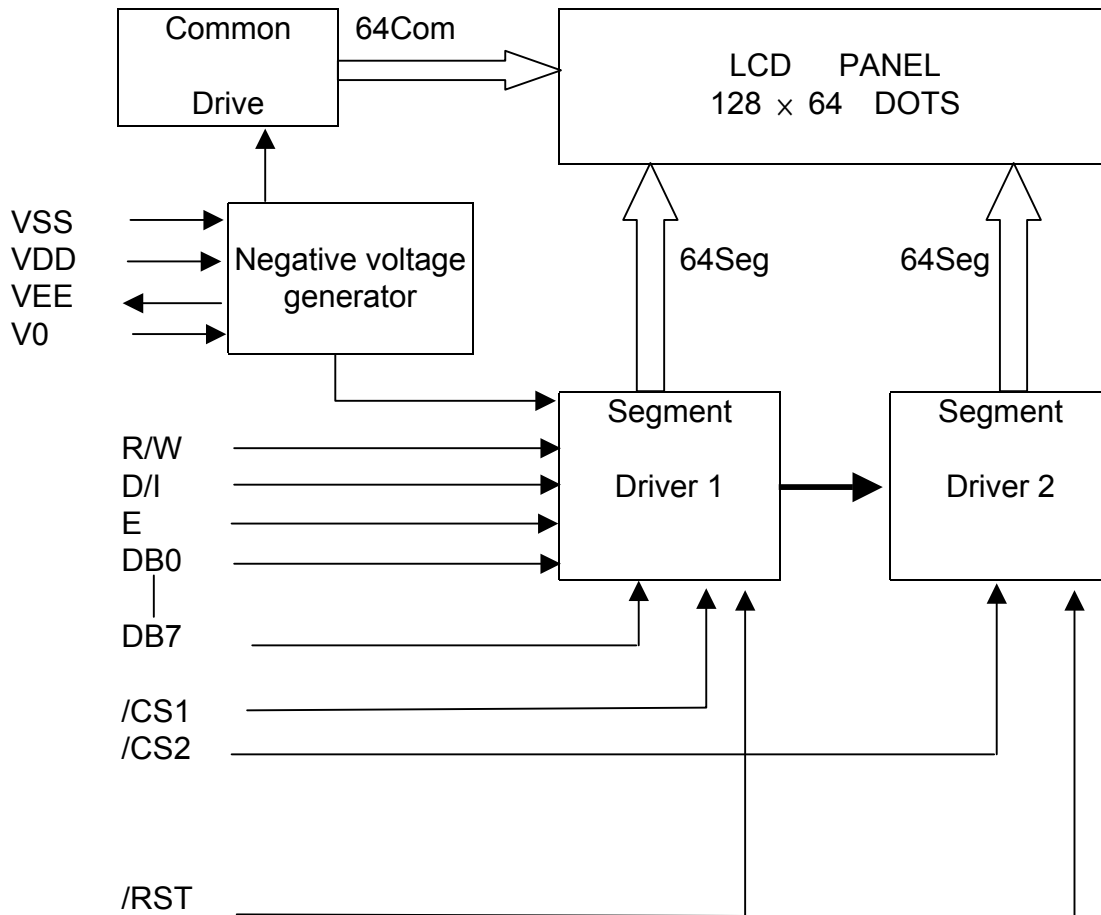 Common
Drive
64Com
LCD PANEL
128 × 64 DOTS
VSS
VDD
VEE
V0
Negative voltage
generator
64Seg
64Seg
R/W
D/I
E
DB0
DB7
Segment
Driver 1
Segment
Driver 2
/CS1
/CS2
/RST